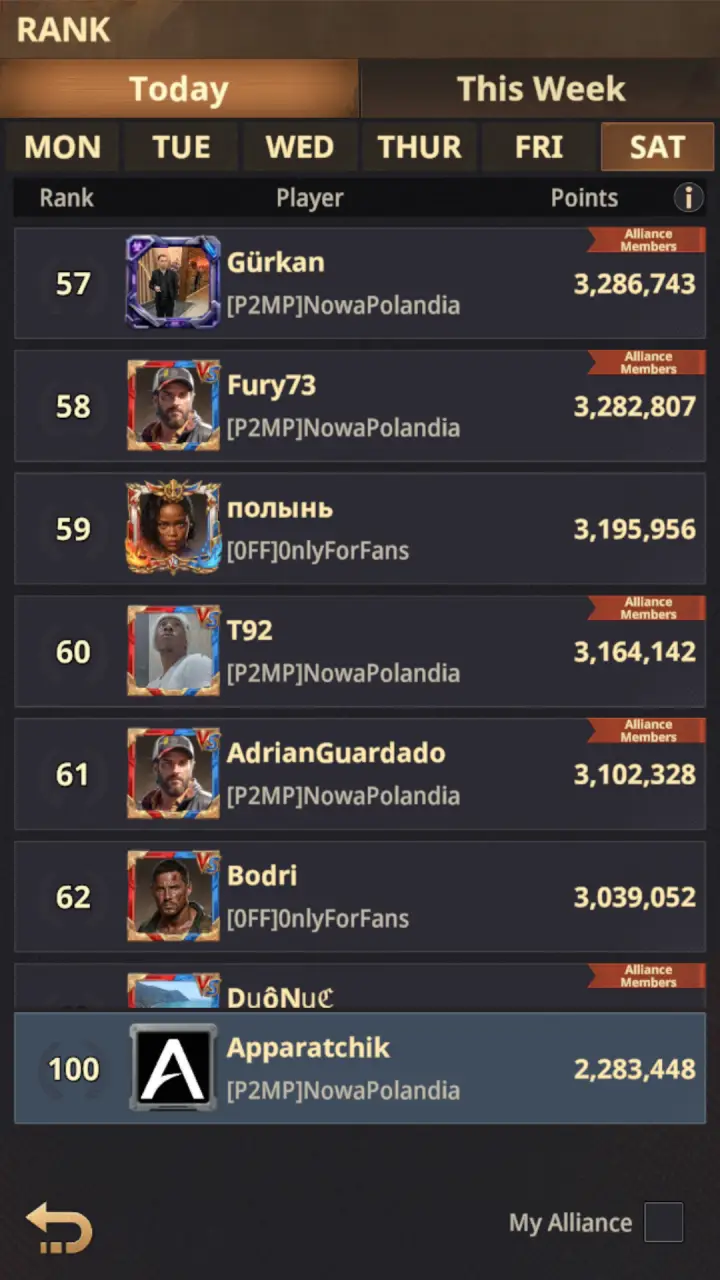 RANK
Today
This Week
MON TUE WED THUR FRI SAT
Rank Player Points
Alliance Members
57 Gürkan 3,286,743
[P2MP]NowaPolandia
Alliance Members
58 Fury73 3,282,807
[P2MP]NowaPolandia
59 полынь 3,195,956
[0FF]0nlyForFans
Alliance Members
60 T92 3,164,142
[P2MP]NowaPolandia
Alliance Members
61 AdrianGuardado 3,102,328
[P2MP]NowaPolandia
62 Bodri 3,039,052
[0FF]0nlyForFans
Alliance Members
DuôNuℭ
100 Apparatchik 2,283,448
[P2MP]NowaPolandia
My Alliance